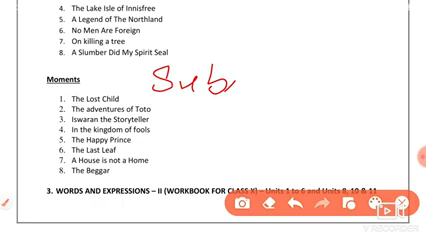 4. The Lake Isle of Innisfree
5. A Legend of The Northland
6. No Men are Foreign
7. On killing a tree
8. A Slumber Did My Spirit Seal
Sub
Moments
1. The Lost Child
2. The adventures of Toto
3. Iswaran the Storyteller
4. In the kingdom of fools
5. The Happy Prince
6. The Last Leaf
7. A House is not a Home
8. The Beggar
3. WORDS AND EXPRESSIONS – II (WORKBOOK FOR CLASS X) – Units 1 to 6 and Units 8, 10 & 11
V RECORDER